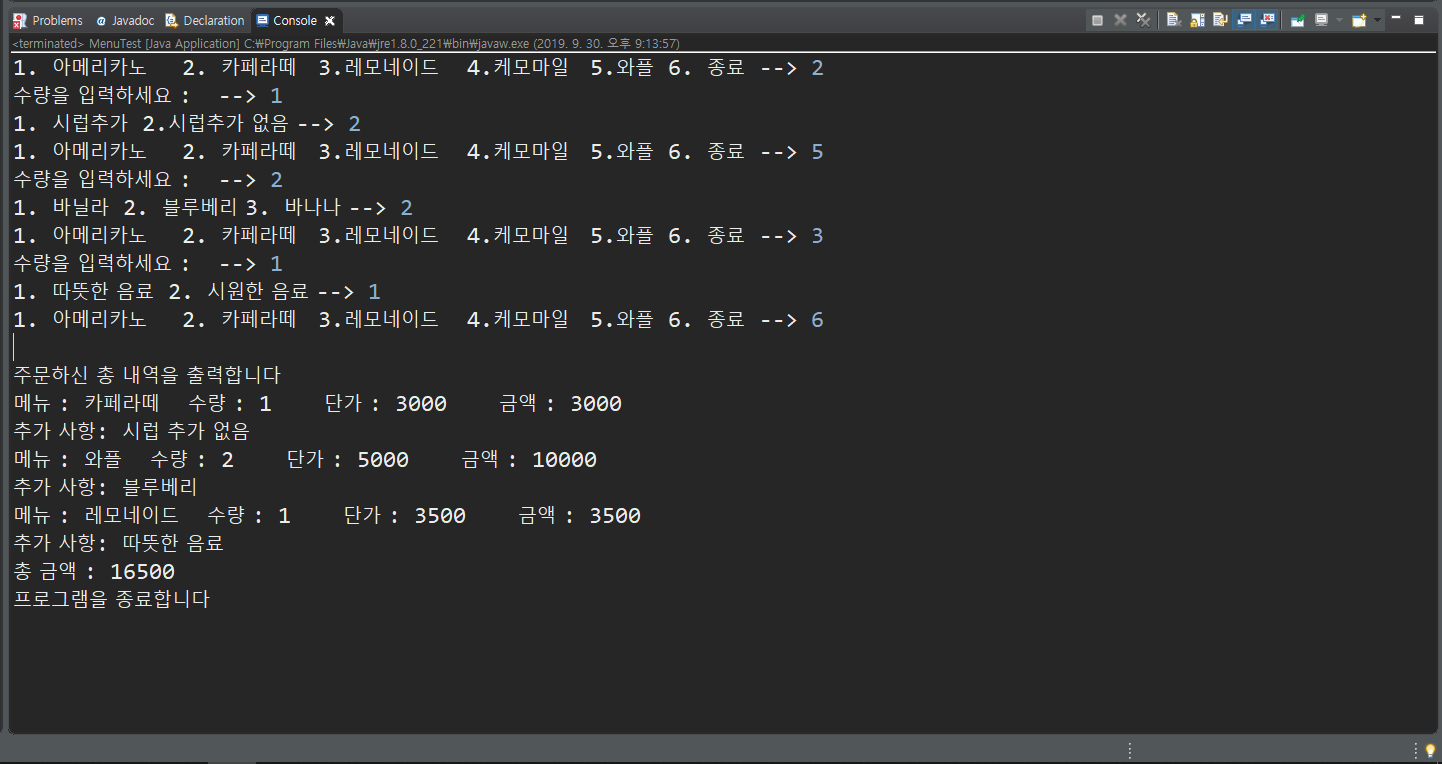 Problems Javadoc Declaration Console
<terminated> MenuTest [Java Application] C:₩Program Files₩Java₩jre1.8.0_221₩bin₩javaw.exe (2019. 9. 30. 오후 9:13:57)
1. 아메리카노 2. 카페라떼 3.레모네이드 4.케모마일 5.와플 6. 종료 --> 2
수량을 입력하세요 : --> 1
1. 시럽추가 2.시럽추가 없음 --> 2
1. 아메리카노 2. 카페라떼 3.레모네이드 4.케모마일 5.와플 6. 종료 --> 5
수량을 입력하세요 : --> 2
1. 바닐라 2. 블루베리 3. 바나나 --> 2
1. 아메리카노 2. 카페라떼 3.레모네이드 4.케모마일 5.와플 6. 종료 --> 3
수량을 입력하세요 : --> 1
1. 따뜻한 음료 2. 시원한 음료 --> 1
1. 아메리카노 2. 카페라떼 3.레모네이드 4.케모마일 5.와플 6. 종료 --> 6
주문하신 총 내역을 출력합니다
메뉴 : 카페라떼 수량 : 1 단가 : 3000 금액 : 3000
추가 사항: 시럽 추가 없음
메뉴 : 와플 수량 : 2 단가 : 5000 금액 : 10000
추가 사항: 블루베리
메뉴 : 레모네이드 수량 : 1 단가 : 3500 금액 : 3500
추가 사항: 따뜻한 음료
총 금액 : 16500
프로그램을 종료합니다